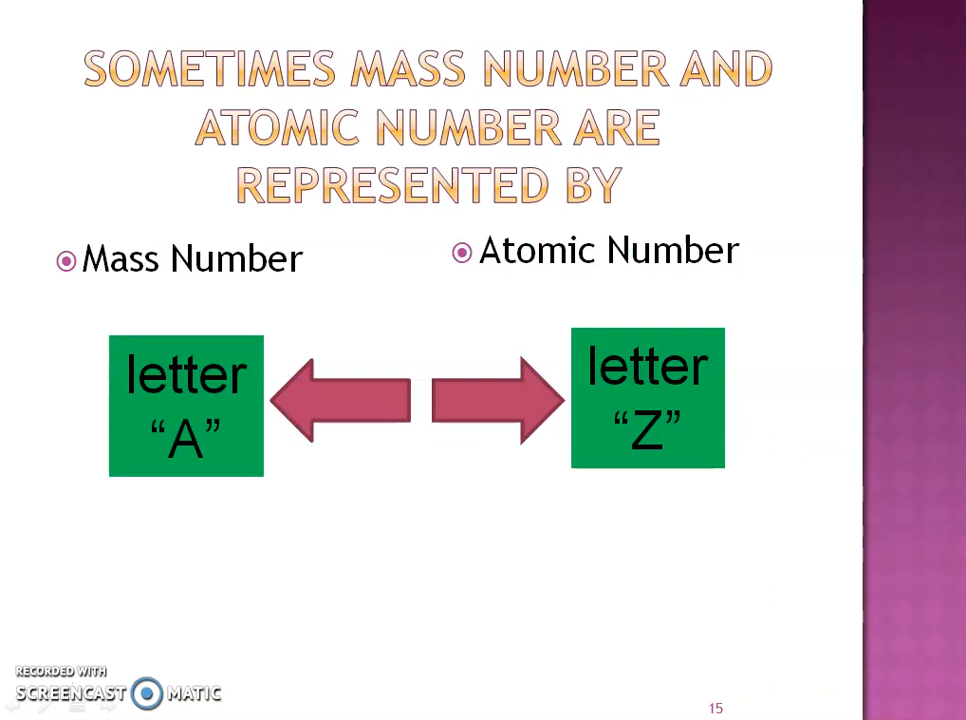 SOMETIMES MASS NUMBER AND
ATOMIC NUMBER ARE
REPRESENTED BY
Mass Number
Atomic Number
letter
“A”
letter
“Z”
RECORDED WITH
SCREENCAST MATIC
15